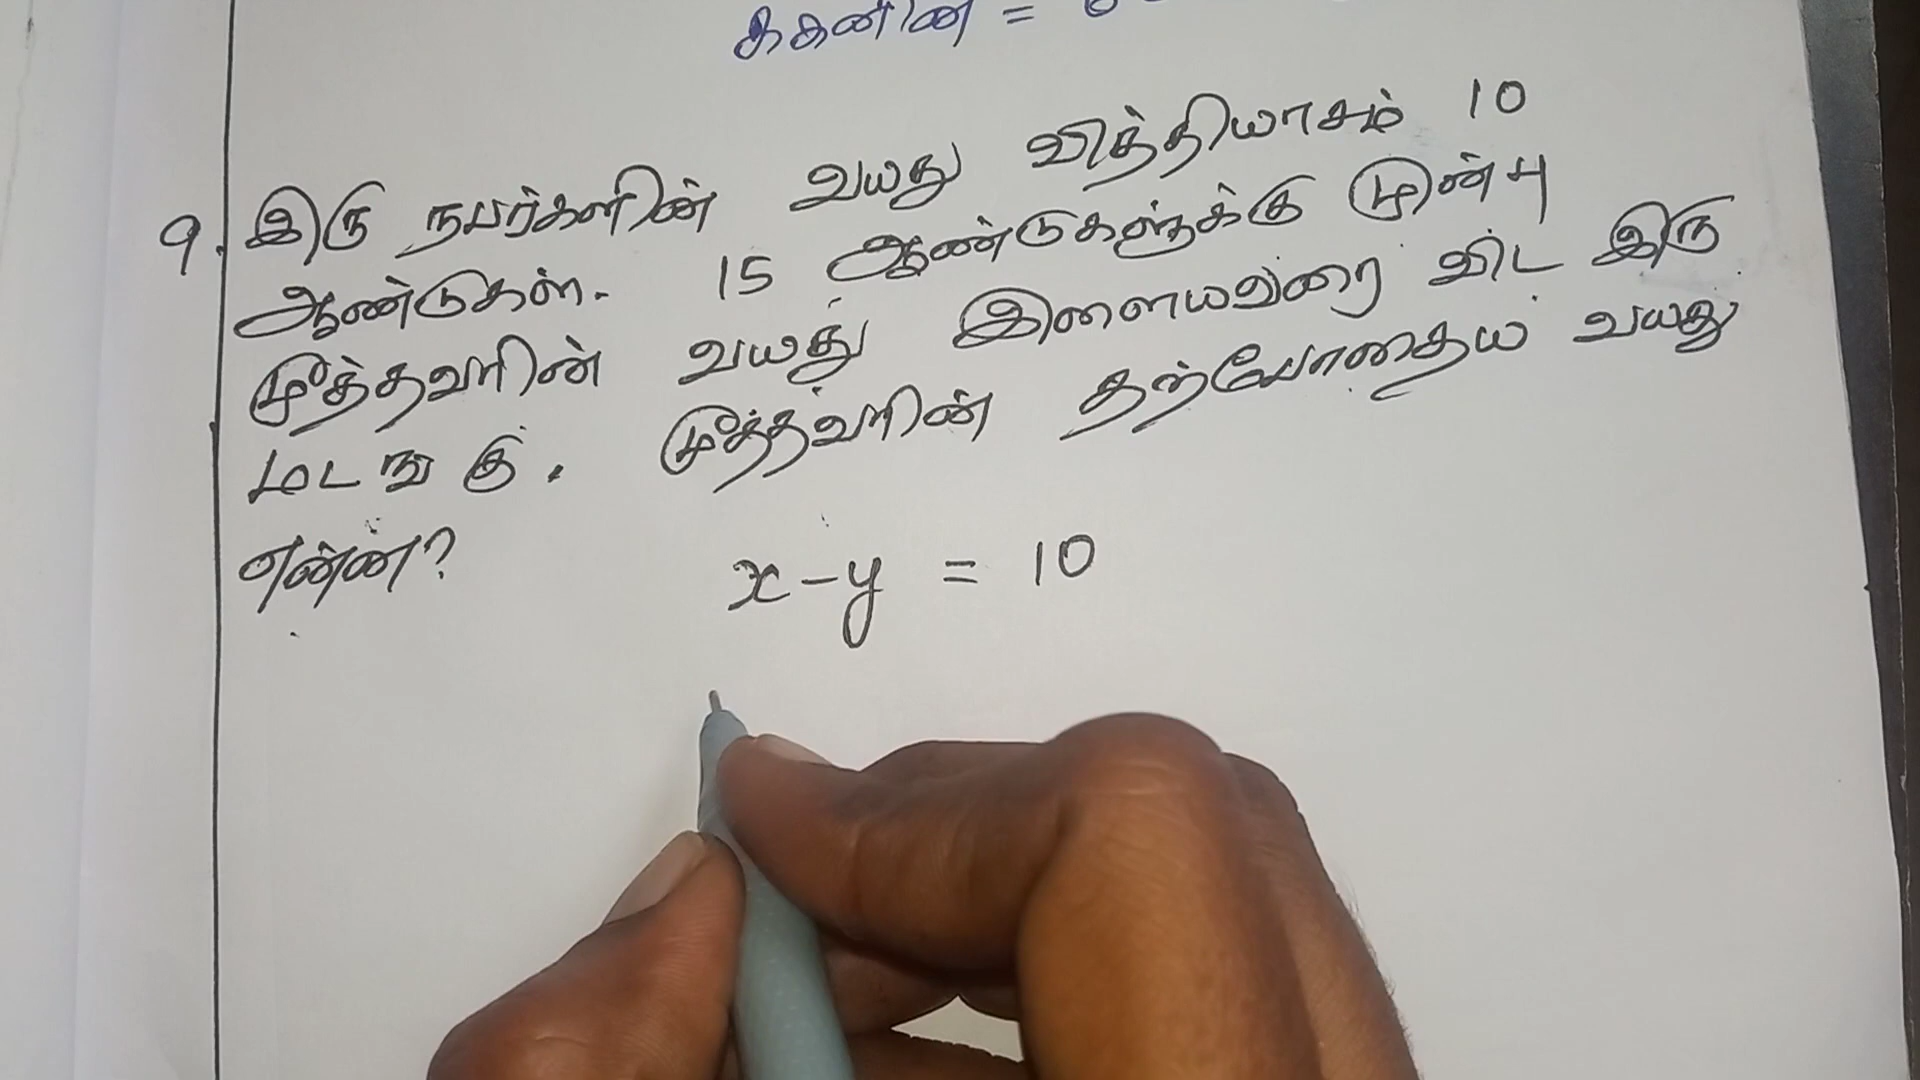 ககனின் =
9. இரு நபர்களின் வயது வித்தியாசம் 10
ஆண்டுகள். 15 ஆண்டுகளுக்கு முன்பு
மூத்தவரின் வயது இளையவரை விட இரு
மடங்கு. மூத்தவரின் தற்போதைய வயது
என்ன?
x-y = 10